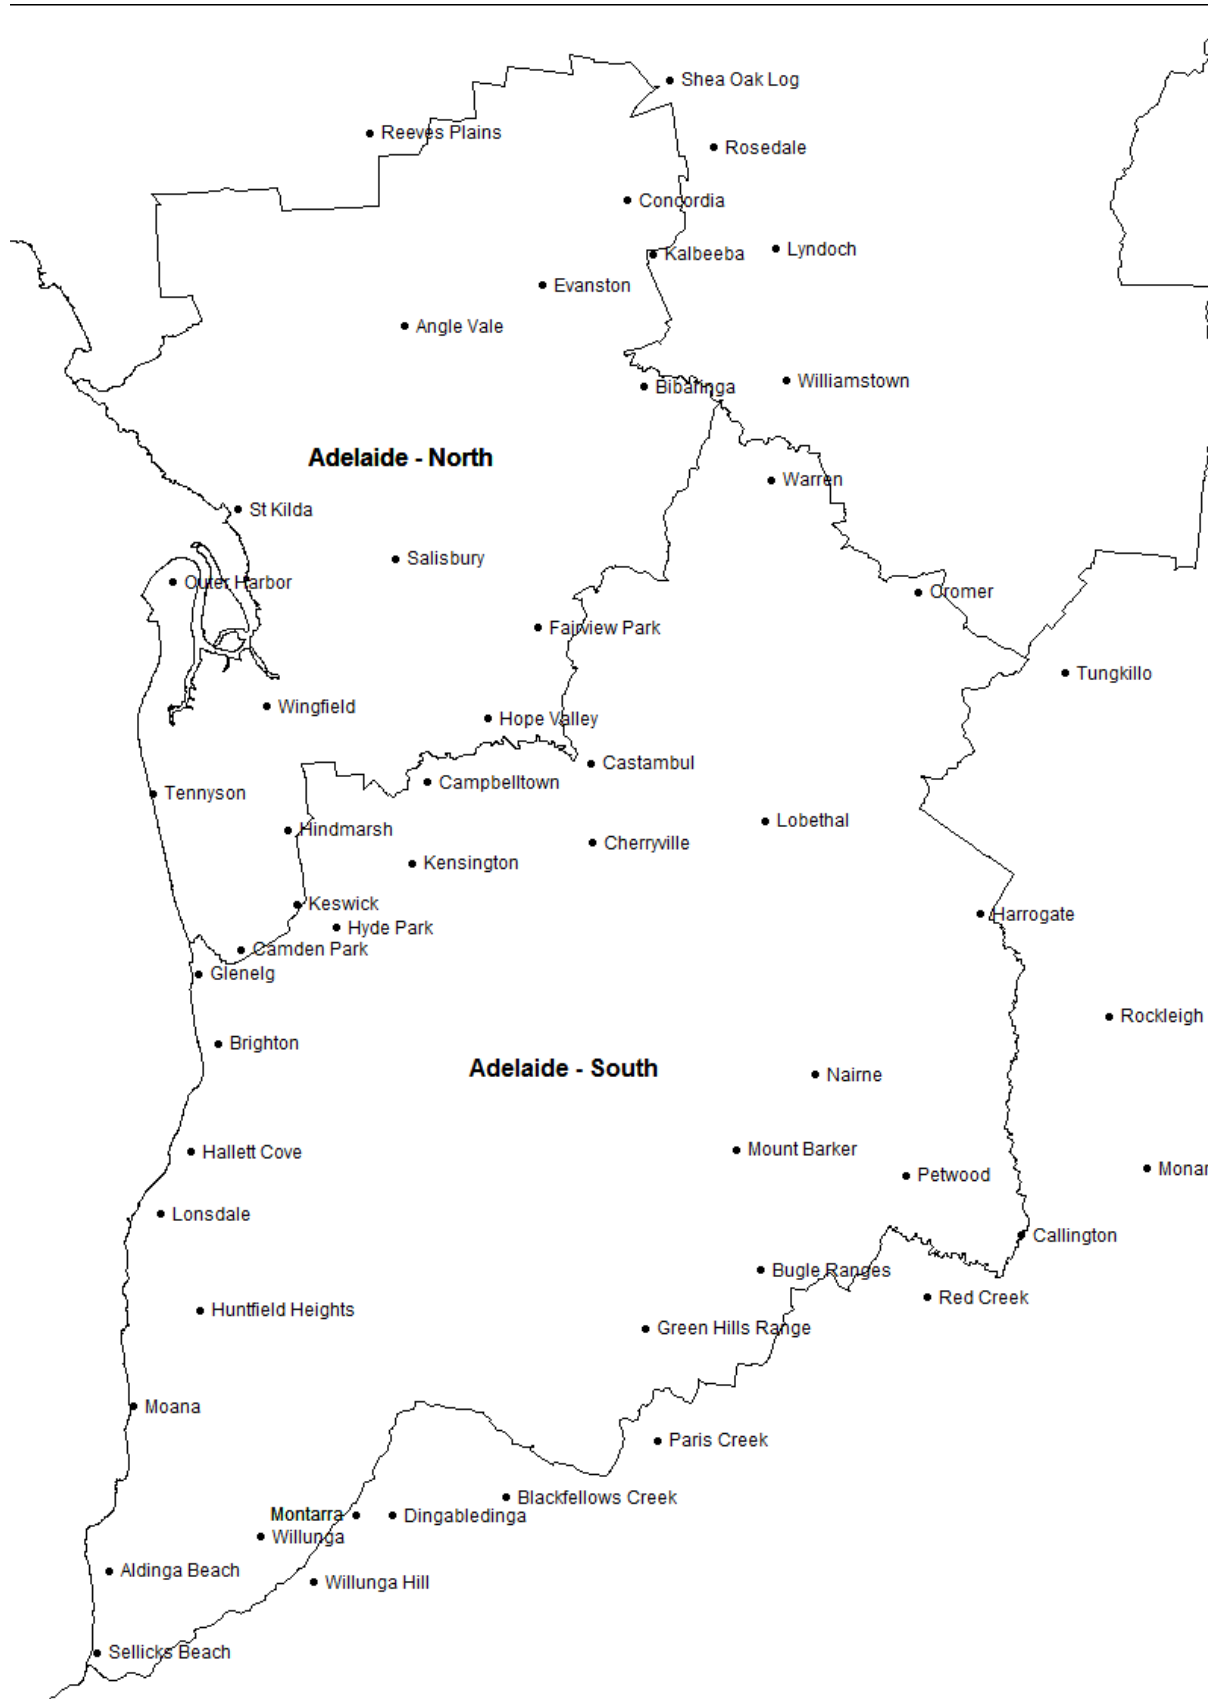 Shea Oak Log
Reeves Plains
Rosedale
Concordia
Lyndoch
Kalbeeba
Evanston
Angle Vale
Williamstown
Bibaringa
Adelaide - North
Warren
St Kilda
Salisbury
Outer Harbor
Cromer
Fairview Park
Tungkillo
Wingfield
Hope Valley
Castambul
Campbelltown
Tennyson
Lobethal
Hindmarsh
Cherryville
Kensington
Keswick
Harrogate
Hyde Park
Camden Park
Glenelg
Rockleigh
Brighton
Adelaide - South
Nairne
Mount Barker
Hallett Cove
Monar
Petwood
Lonsdale
Callington
Bugle Ranges
Red Creek
Huntfield Heights
Green Hills Range
Moana
Paris Creek
Blackfellows Creek
Montarra
Dingabledinga
Willunga
Aldinga Beach
Willunga Hill
Sellicks Beach